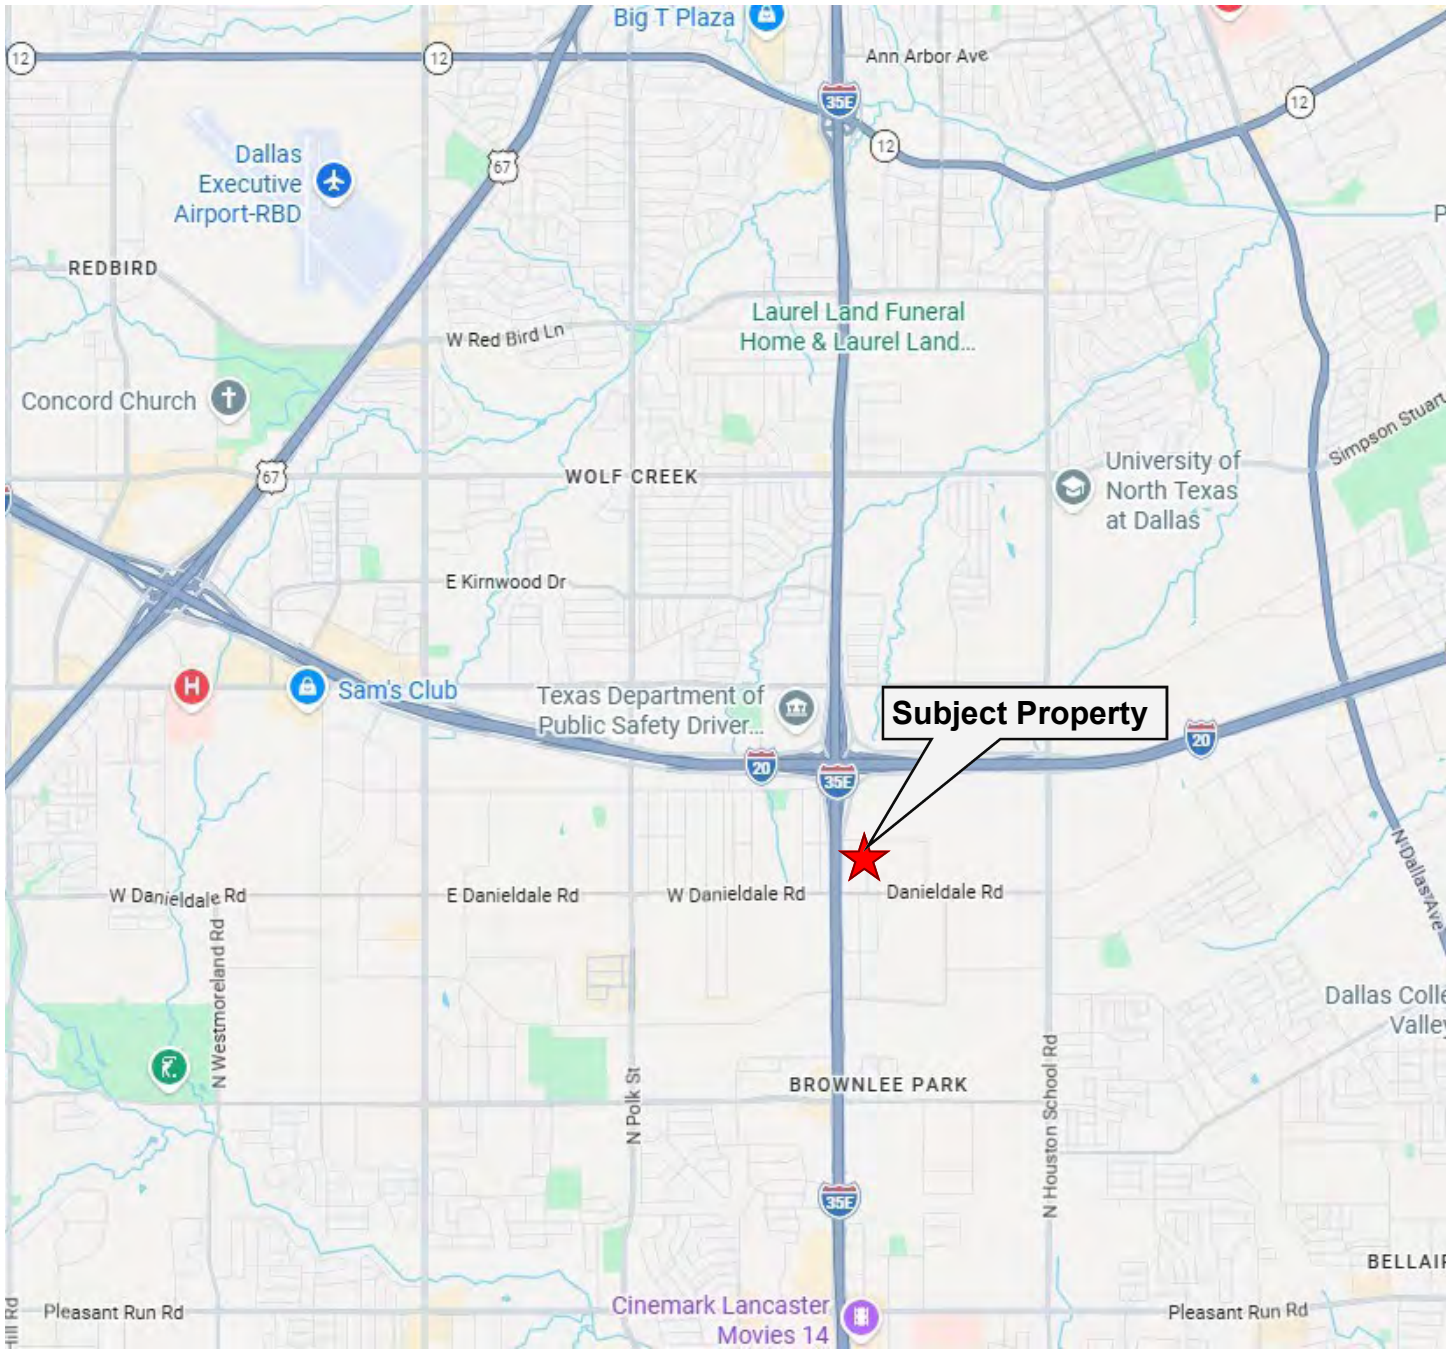 Big T Plaza
Ann Arbor Ave
12
12
35E
12
12
67
Dallas
Executive
Airport-RBD
REDBIRD
W Red Bird Ln
Laurel Land Funeral
Home & Laurel Land...
Concord Church
Simpson Stuart
67
WOLF CREEK
University of
North Texas
at Dallas
E Kirnwood Dr
H
Sam's Club
Texas Department of
Public Safety Driver...
Subject Property
20
20
35E
W Danieldale Rd
E Danieldale Rd
W Danieldale Rd
Danieldale Rd
N Dallas Ave
N Westmoreland Rd
Dallas Colle
Valley
N Polk St
BROWNLEE PARK
N Houston School Rd
35E
BELLAIR
Pleasant Run Rd
Cinemark Lancaster
Movies 14
Pleasant Run Rd